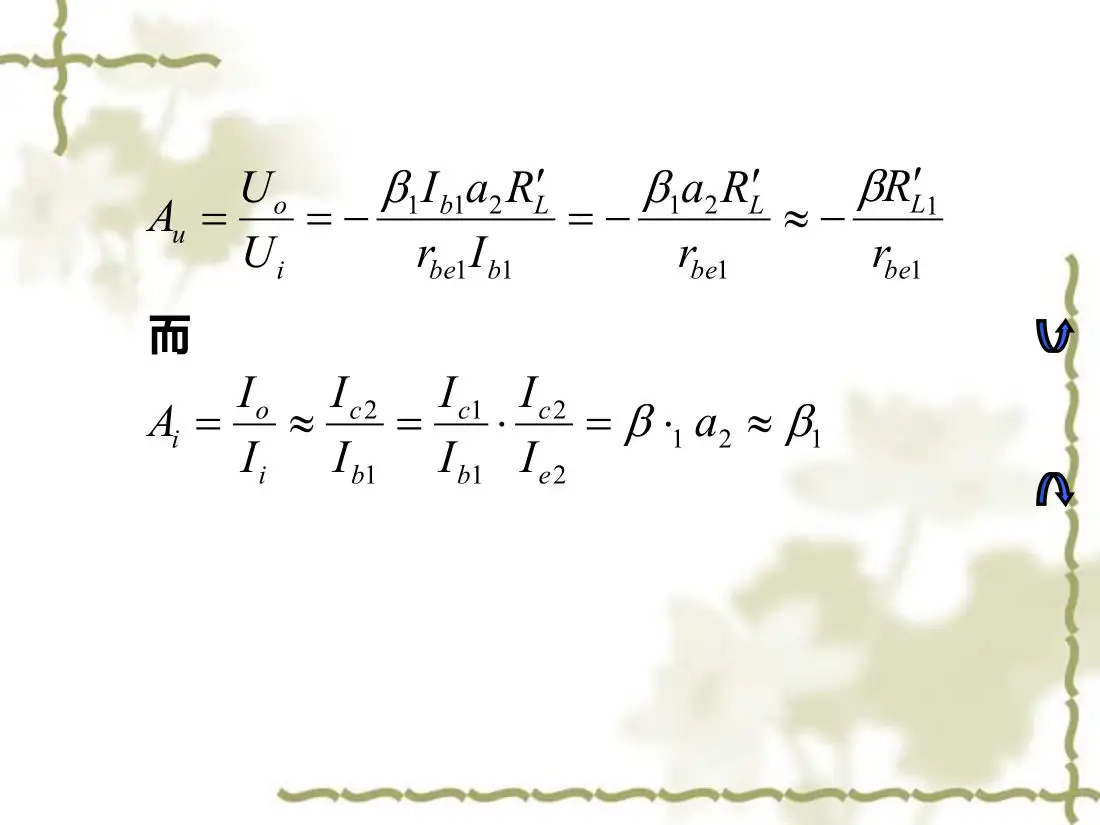 A_u = U_o / U_i = − β_1 I_b1 a_2 R′_L / r_be1 I_b1 = − β_1 a_2 R′_L / r_be1 ≈ − β R′_L1 / r_be1
而
A_i = I_o / I_i ≈ I_c2 / I_b1 = I_c1 / I_b1 · I_c2 / I_e2 = β ·_1 a_2 ≈ β_1